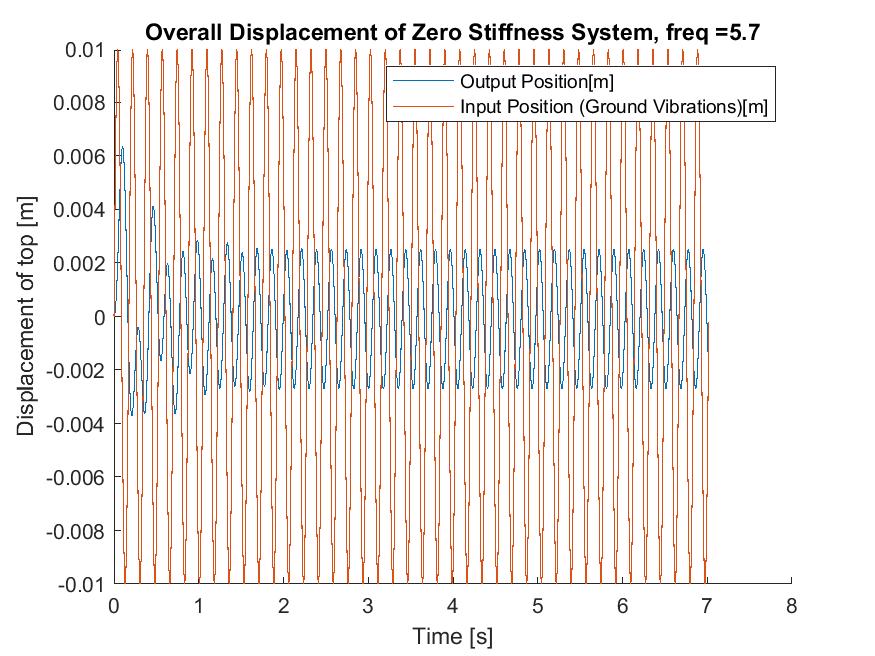 Overall Displacement of Zero Stiffness System, freq =5.7
0.01
0.008
0.006
0.004
0.002
0
-0.002
-0.004
-0.006
-0.008
-0.01
Displacement of top [m]
Output Position[m]
Input Position (Ground Vibrations)[m]
0 1 2 3 4 5 6 7 8
Time [s]